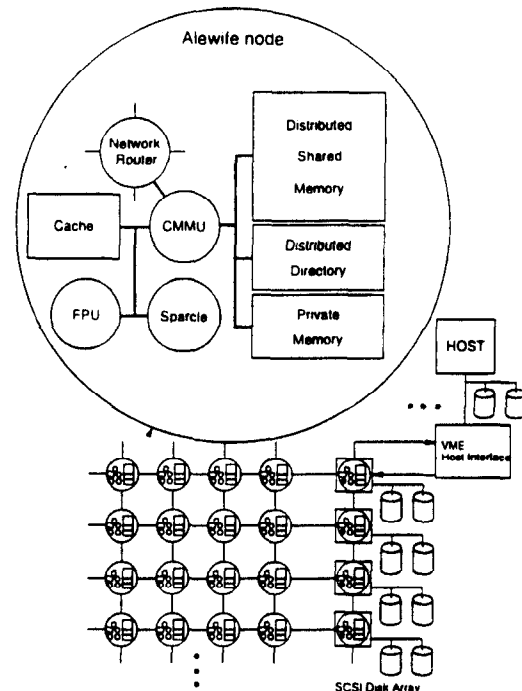 Alewife node
Network
Router
Distributed
Shared
Memory
Cache
CMMU
Distributed
Directory
FPU
Sparcle
Private
Memory
HOST
VME
Host Interface
SCSI Disk Array